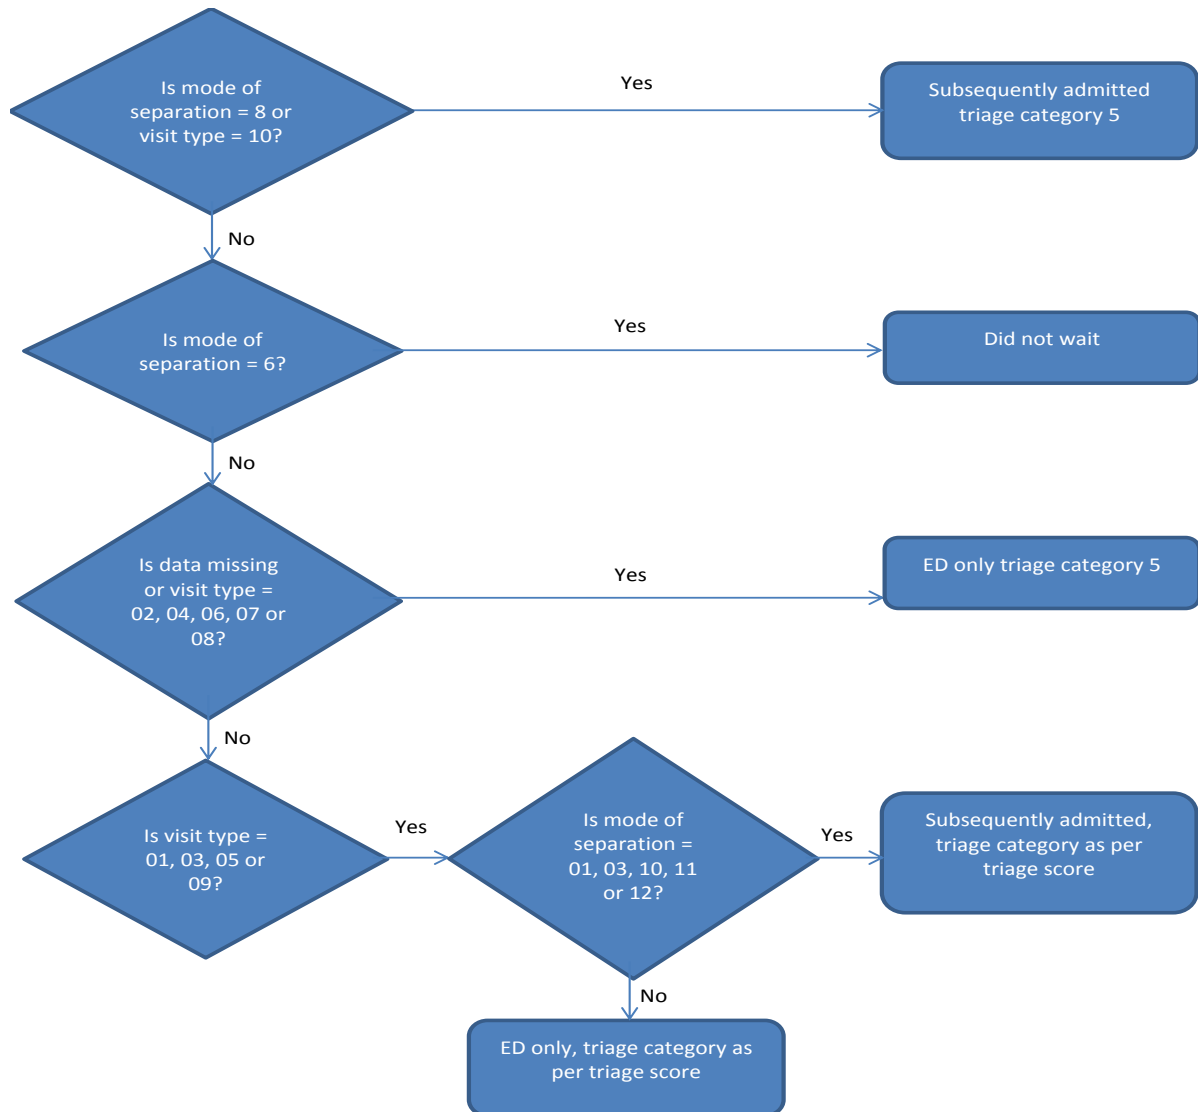 Is mode of
separation = 8 or
visit type = 10?
Yes
Subsequently admitted
triage category 5
No
Is mode of
separation = 6?
Yes
Did not wait
No
Is data missing
or visit type =
02, 04, 06, 07 or
08?
Yes
ED only triage category 5
No
Is visit type =
01, 03, 05 or
09?
Yes
Is mode of
separation =
01, 03, 10, 11
or 12?
Yes
Subsequently admitted,
triage category as per
triage score
No
ED only, triage category as
per triage score